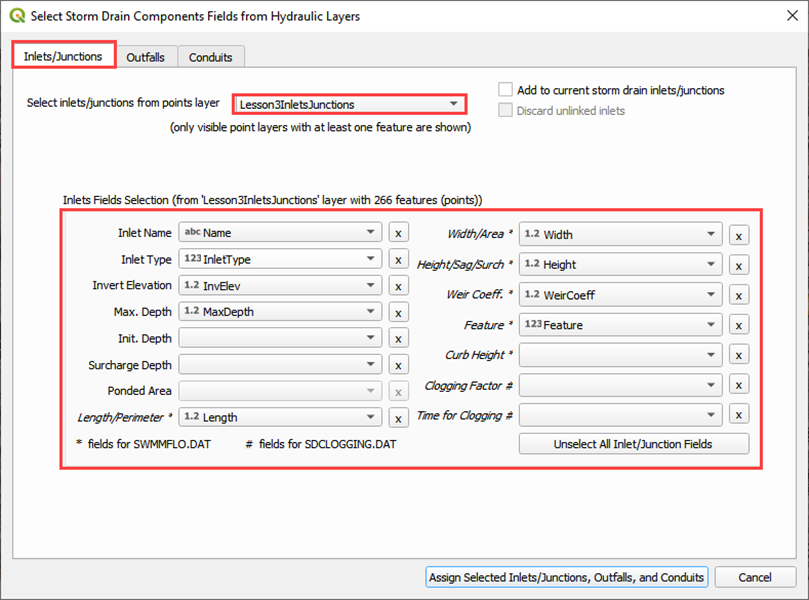 Select Storm Drain Components Fields from Hydraulic Layers
Inlets/Junctions
Outfalls
Conduits
Select inlets/junctions from points layer
Lesson3InletsJunctions
(only visible point layers with at least one feature are shown)
Add to current storm drain inlets/junctions
Discard unlinked inlets
Inlets Fields Selection (from 'Lesson3InletsJunctions' layer with 266 features (points))
Inlet Name abc Name x
Inlet Type 123 InletType x
Invert Elevation 1.2 InvElev x
Max. Depth 1.2 MaxDepth x
Init. Depth x
Surcharge Depth x
Ponded Area x
Length/Perimeter * 1.2 Length x
* fields for SWMMFLO.DAT # fields for SDCLOGGING.DAT
Width/Area * 1.2 Width x
Height/Sag/Surch * 1.2 Height x
Weir Coeff. * 1.2 WeirCoeff x
Feature * 123 Feature x
Curb Height * x
Clogging Factor # x
Time for Clogging # x
Unselect All Inlet/Junction Fields
Assign Selected Inlets/Junctions, Outfalls, and Conduits
Cancel